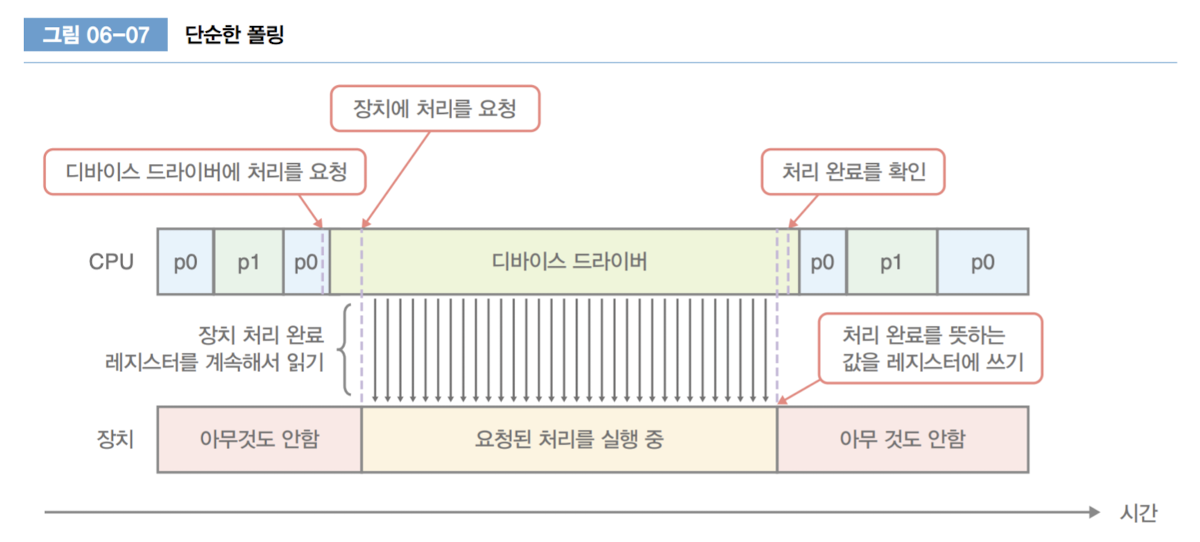 그림 06-07 단순한 폴링
장치에 처리를 요청
디바이스 드라이버에 처리를 요청
처리 완료를 확인
CPU p0 p1 p0 디바이스 드라이버 p0 p1 p0
장치 처리 완료
레지스터를 계속해서 읽기
처리 완료를 뜻하는
값을 레지스터에 쓰기
장치 아무것도 안함 요청된 처리를 실행 중 아무 것도 안함
시간